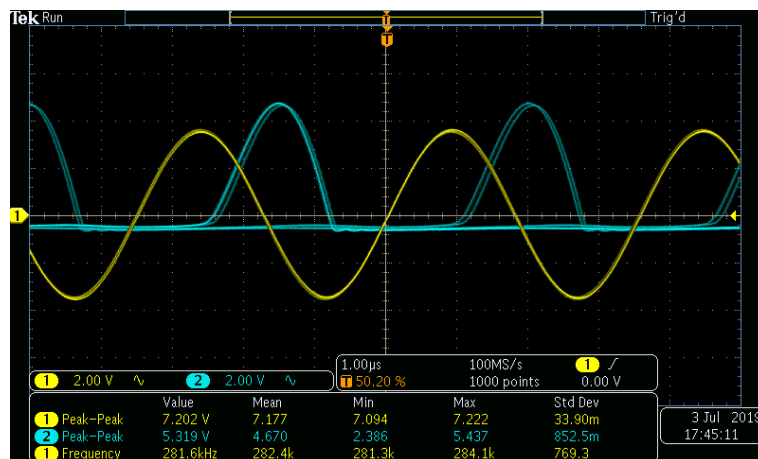 Tek Run Trig'd
T
T
1
1 2.00 V 2 2.00 V
1.00µs 100MS/s 1 ∫
T 50.20 % 1000 points 0.00 V
Value Mean Min Max Std Dev
1 Peak−Peak 7.202 V 7.177 7.094 7.222 33.90m
2 Peak−Peak 5.319 V 4.670 2.386 5.437 852.5m
1 Frequency 281.6kHz 282.4k 281.3k 284.1k 769.3
3 Jul 2019
17:45:11